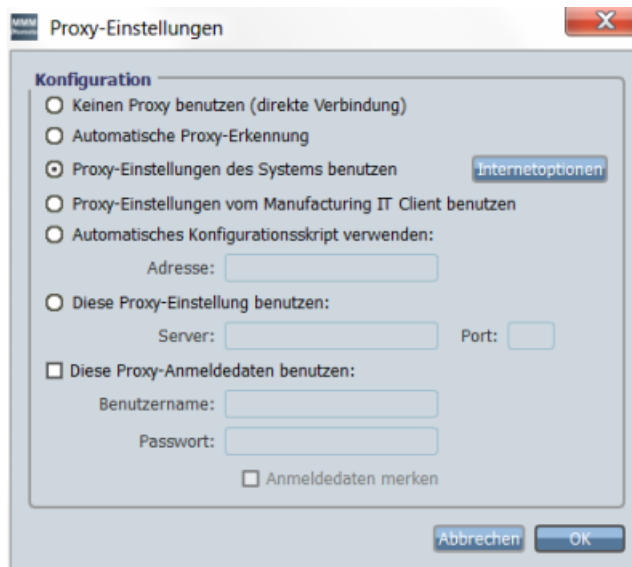 MMM
Proxy-Einstellungen
Konfiguration
Keinen Proxy benutzen (direkte Verbindung)
Automatische Proxy-Erkennung
Proxy-Einstellungen des Systems benutzen Internetoptionen
Proxy-Einstellungen vom Manufacturing IT Client benutzen
Automatisches Konfigurationsskript verwenden:
Adresse:
Diese Proxy-Einstellung benutzen:
Server: Port:
Diese Proxy-Anmeldedaten benutzen:
Benutzername:
Passwort:
Anmeldedaten merken
Abbrechen OK